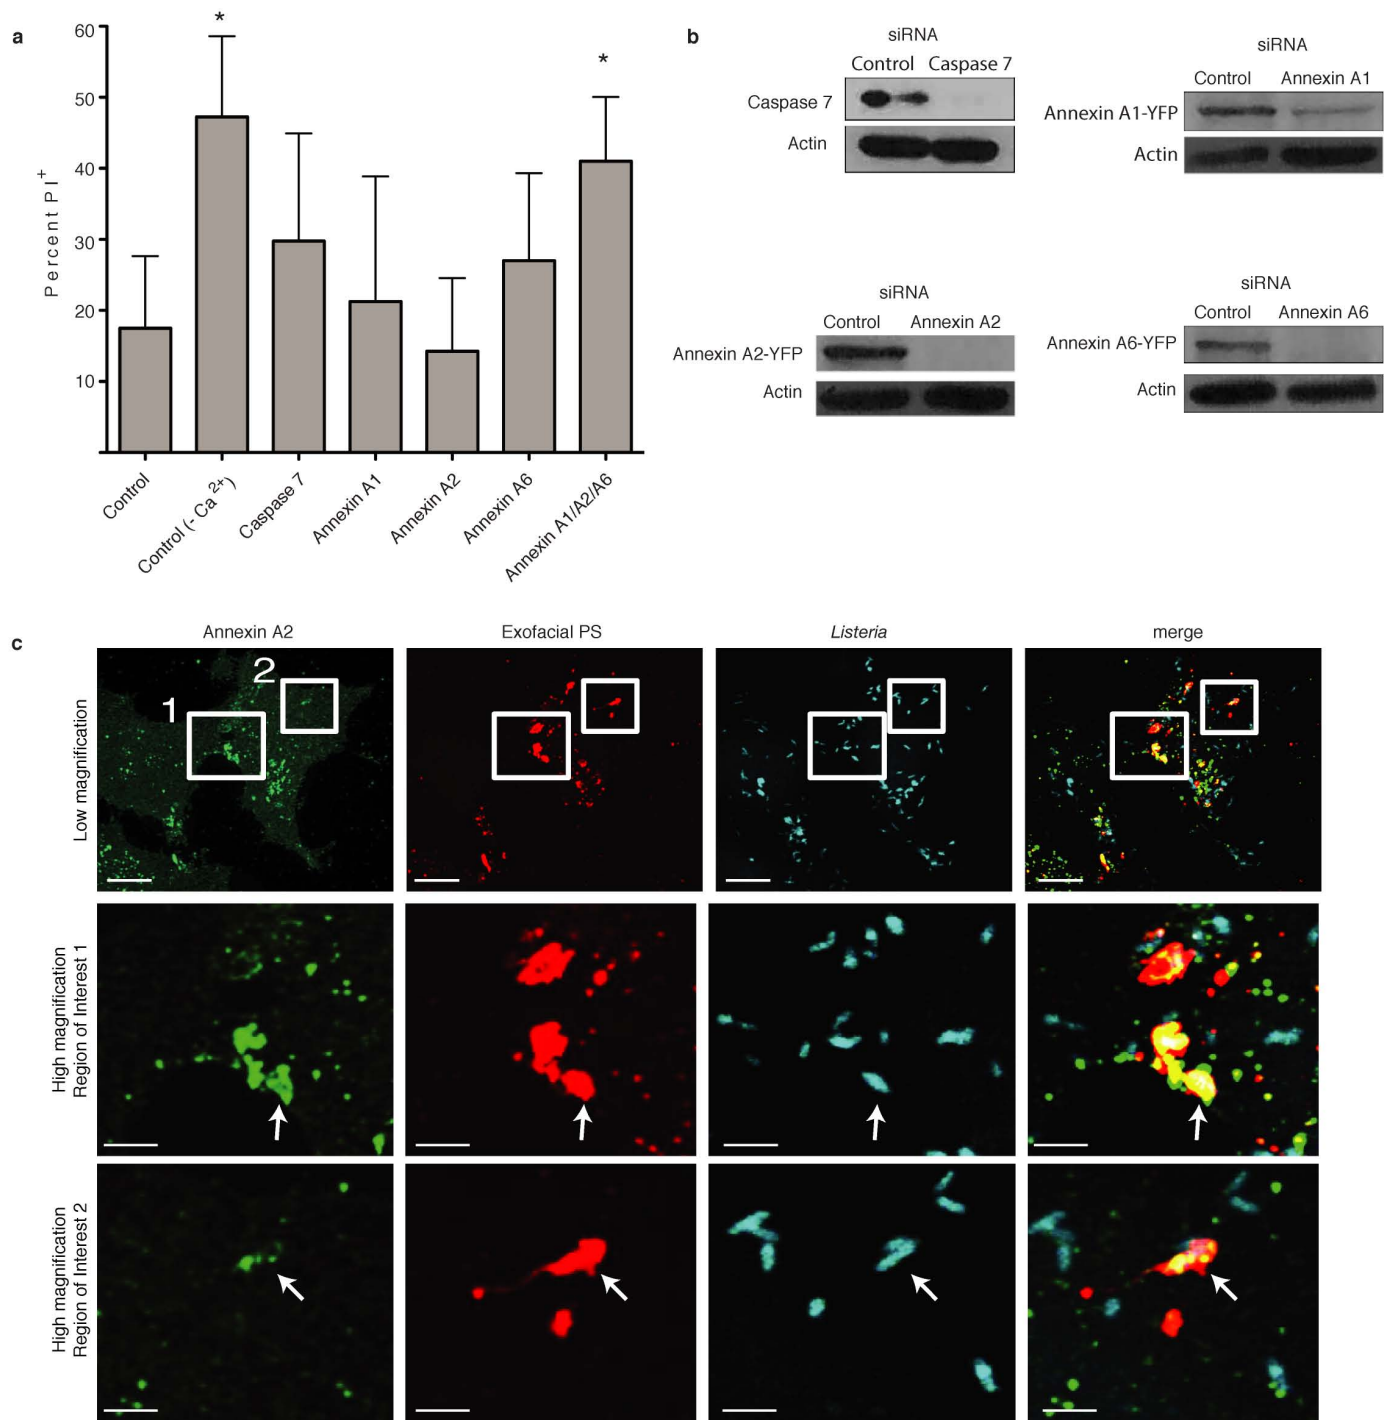 a
Percent PI+
60
50
40
30
20
10
*
*
Control
Control (- Ca 2+)
Caspase 7
Annexin A1
Annexin A2
Annexin A6
Annexin A1/A2/A6
b
siRNA
Control Caspase 7
Caspase 7
Actin
siRNA
Control Annexin A1
Annexin A1-YFP
Actin
siRNA
Control Annexin A2
Annexin A2-YFP
Actin
siRNA
Control Annexin A6
Annexin A6-YFP
Actin
c
Annexin A2 Exofacial PS Listeria merge
Low magnification
1
2
High magnification
Region of Interest 1
High magnification
Region of Interest 2